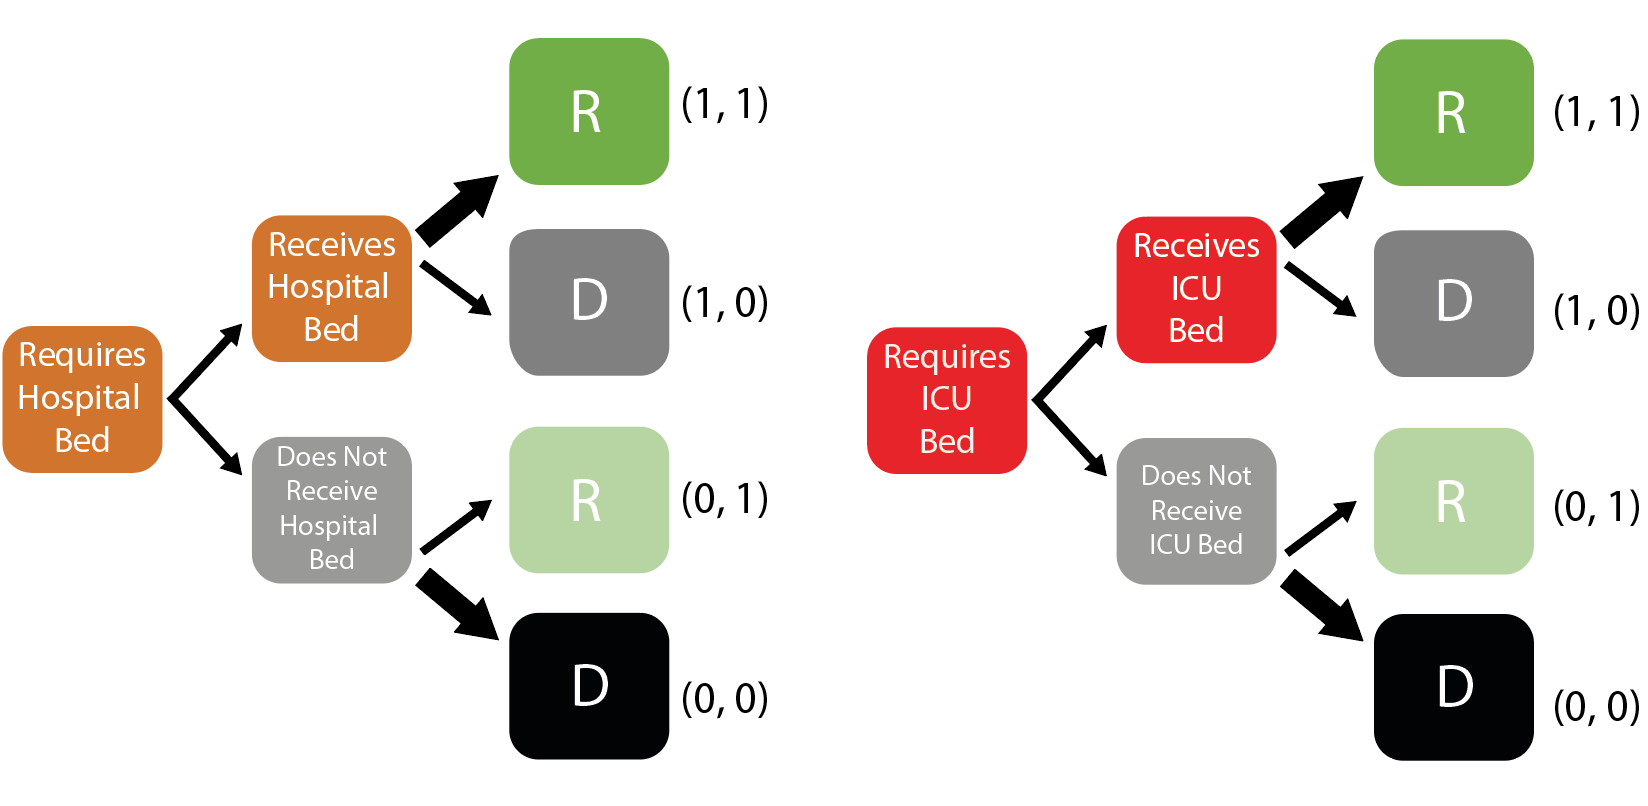 R
(1, 1)
Receives
Hospital
Bed
D
(1, 0)
Requires
Hospital
Bed
Does Not
Receive
Hospital
Bed
R
(0, 1)
D
(0, 0)
R
(1, 1)
Receives
ICU
Bed
D
(1, 0)
Requires
ICU
Bed
Does Not
Receive
ICU Bed
R
(0, 1)
D
(0, 0)